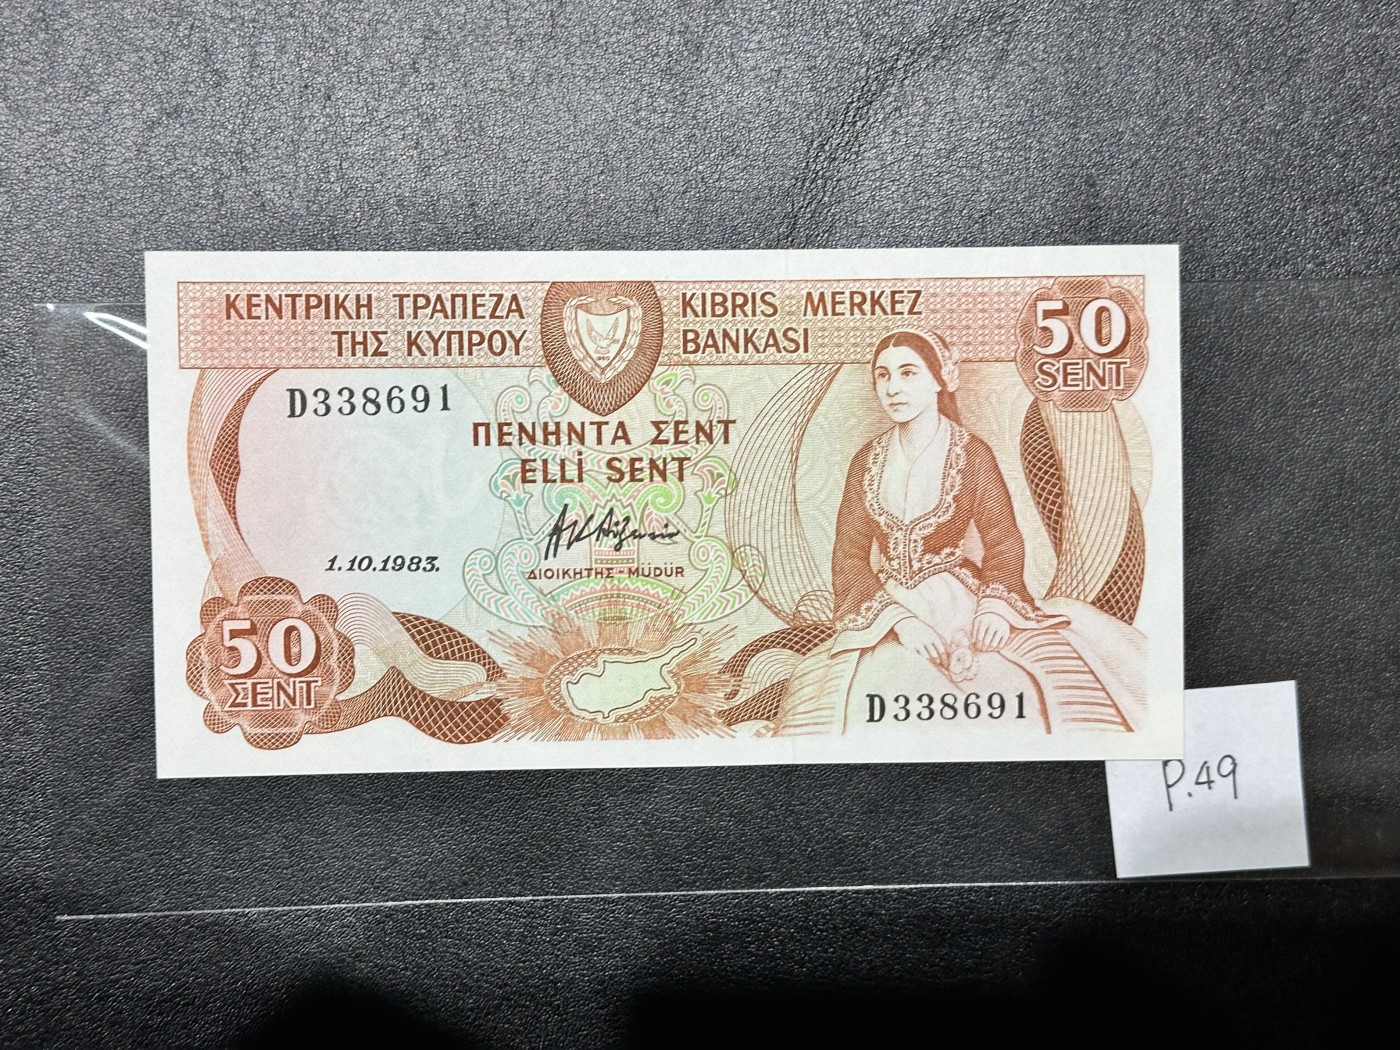 ΚΕΝΤΡΙΚΗ ΤΡΑΠΕΖΑ
ΤΗΣ ΚΥΠΡΟΥ
KIBRIS MERKEZ
BANKASI
50
SENT
D338691
1960
ΠΕΝΗΝΤΑ ΣΕΝΤ
ELLİ SENT
1.10.1983.
ΔΙΟΙΚΗΤΗΣ - MÜDÜR
50
ΣΕΝΤ
D338691
P.49